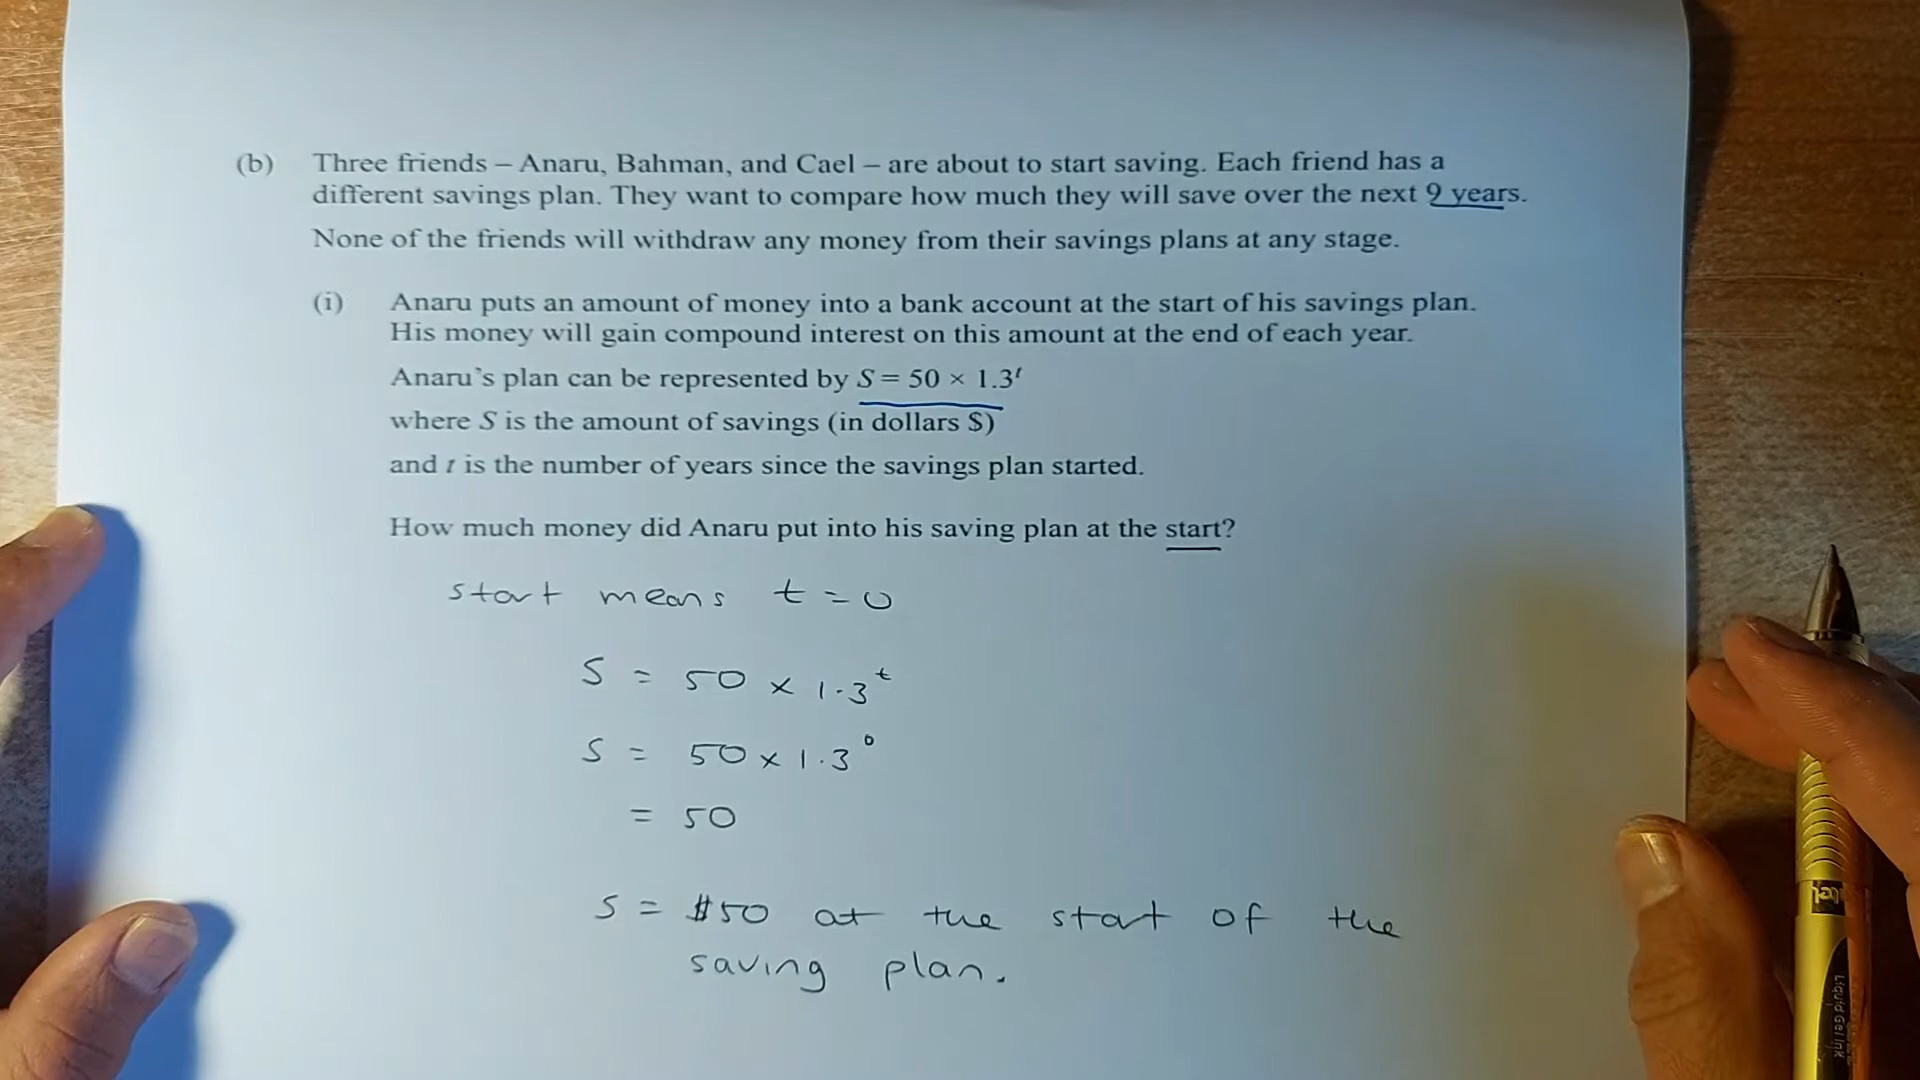 (b) Three friends – Anaru, Bahman, and Cael – are about to start saving. Each friend has a
different savings plan. They want to compare how much they will save over the next 9 years.
None of the friends will withdraw any money from their savings plans at any stage.
(i) Anaru puts an amount of money into a bank account at the start of his savings plan.
His money will gain compound interest on this amount at the end of each year.
Anaru's plan can be represented by S = 50 × 1.3ᵗ
where S is the amount of savings (in dollars $)
and t is the number of years since the savings plan started.
How much money did Anaru put into his saving plan at the start?
start means t = 0
S = 50 × 1.3ᵗ
S = 50 × 1.3⁰
= 50
S = $50 at the start of the
saving plan.
Liquid Gel Ink